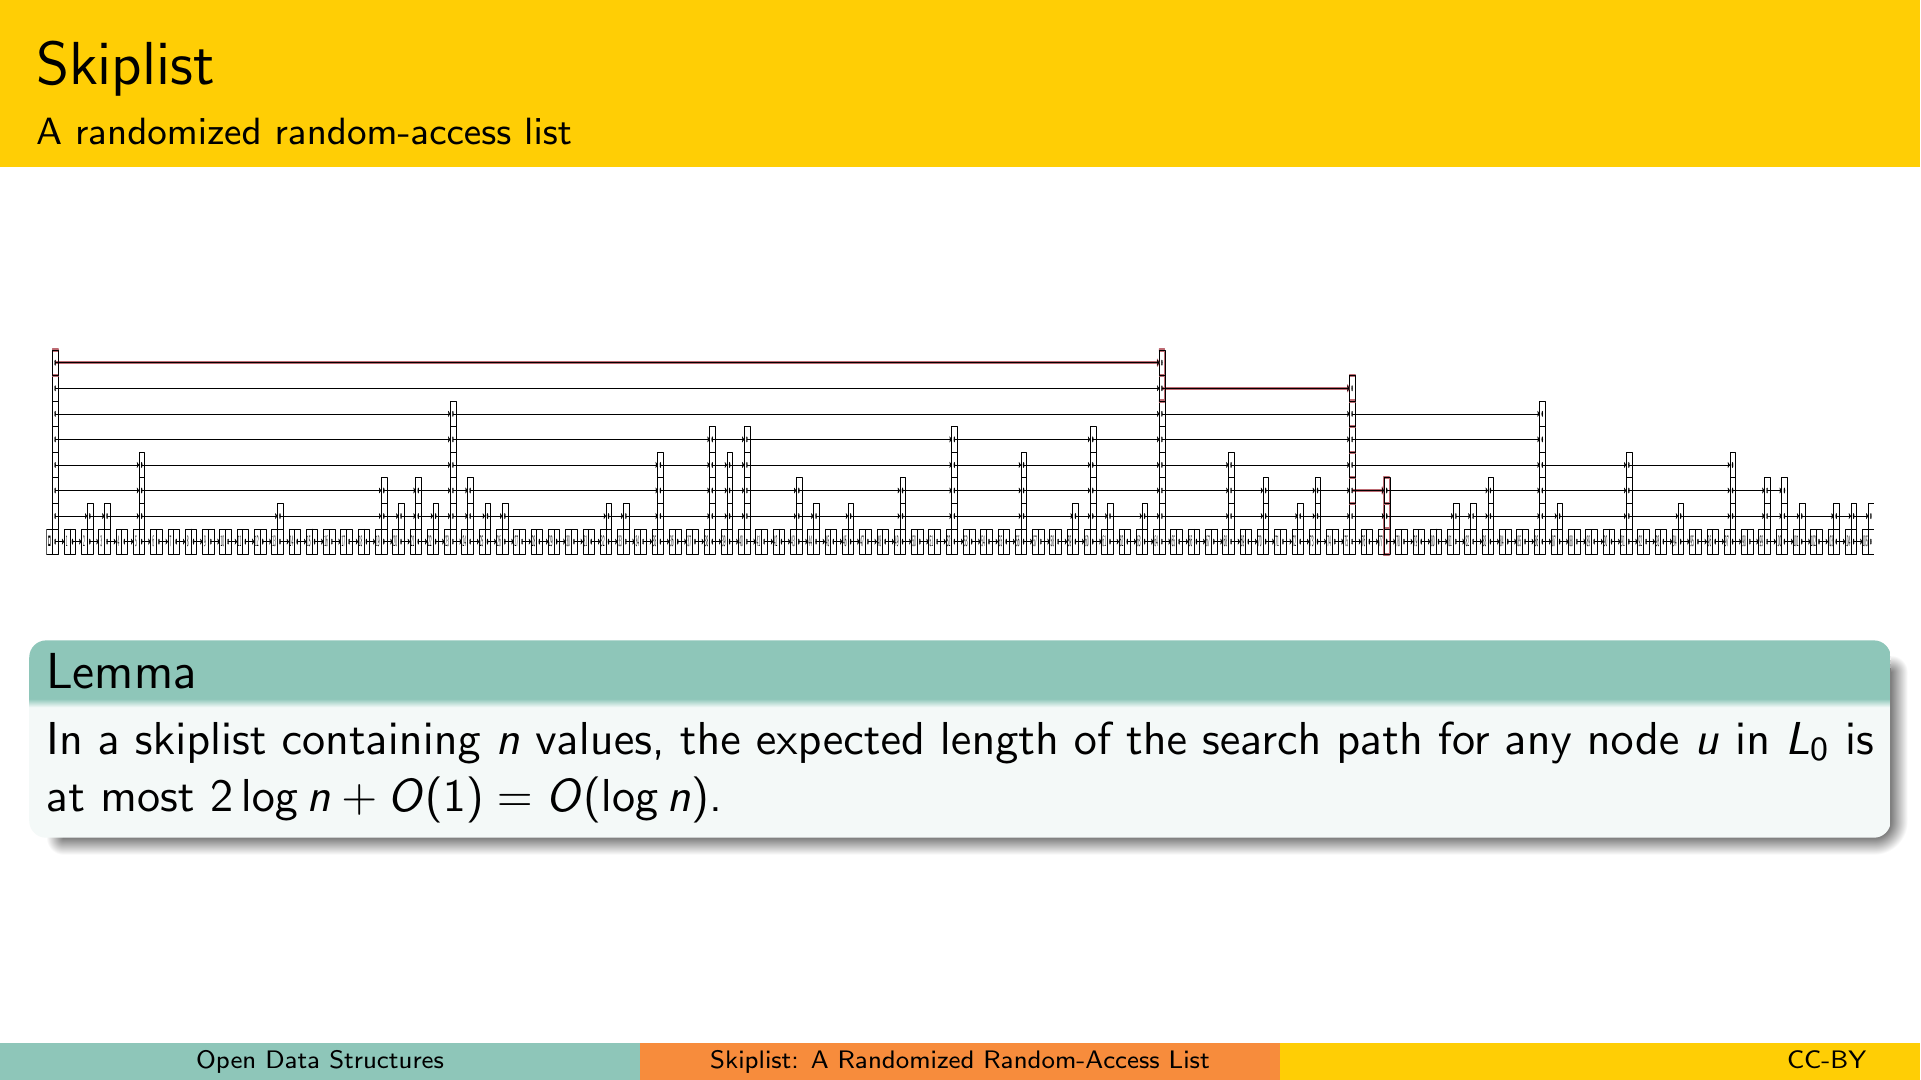 Skiplist
A randomized random-access list
Lemma
In a skiplist containing n values, the expected length of the search path for any node u in L₀ is
at most 2 log n + O(1) = O(log n).
Open Data Structures
Skiplist: A Randomized Random-Access List
CC-BY